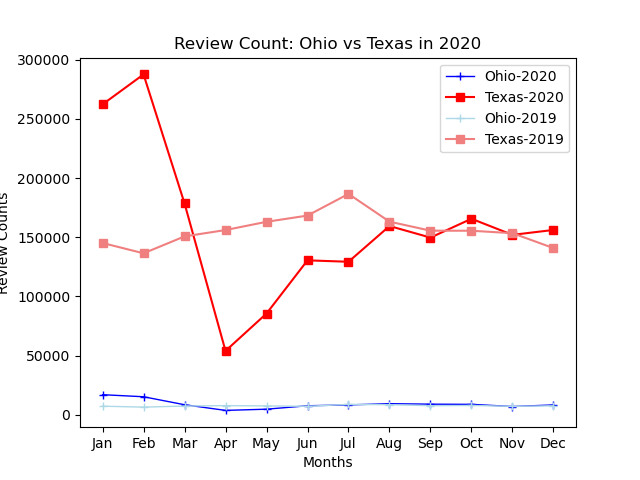 Review Count: Ohio vs Texas in 2020
Ohio-2020
Texas-2020
Ohio-2019
Texas-2019
300000
250000
200000
150000
100000
50000
0
Review Counts
Jan Feb Mar Apr May Jun Jul Aug Sep Oct Nov Dec
Months